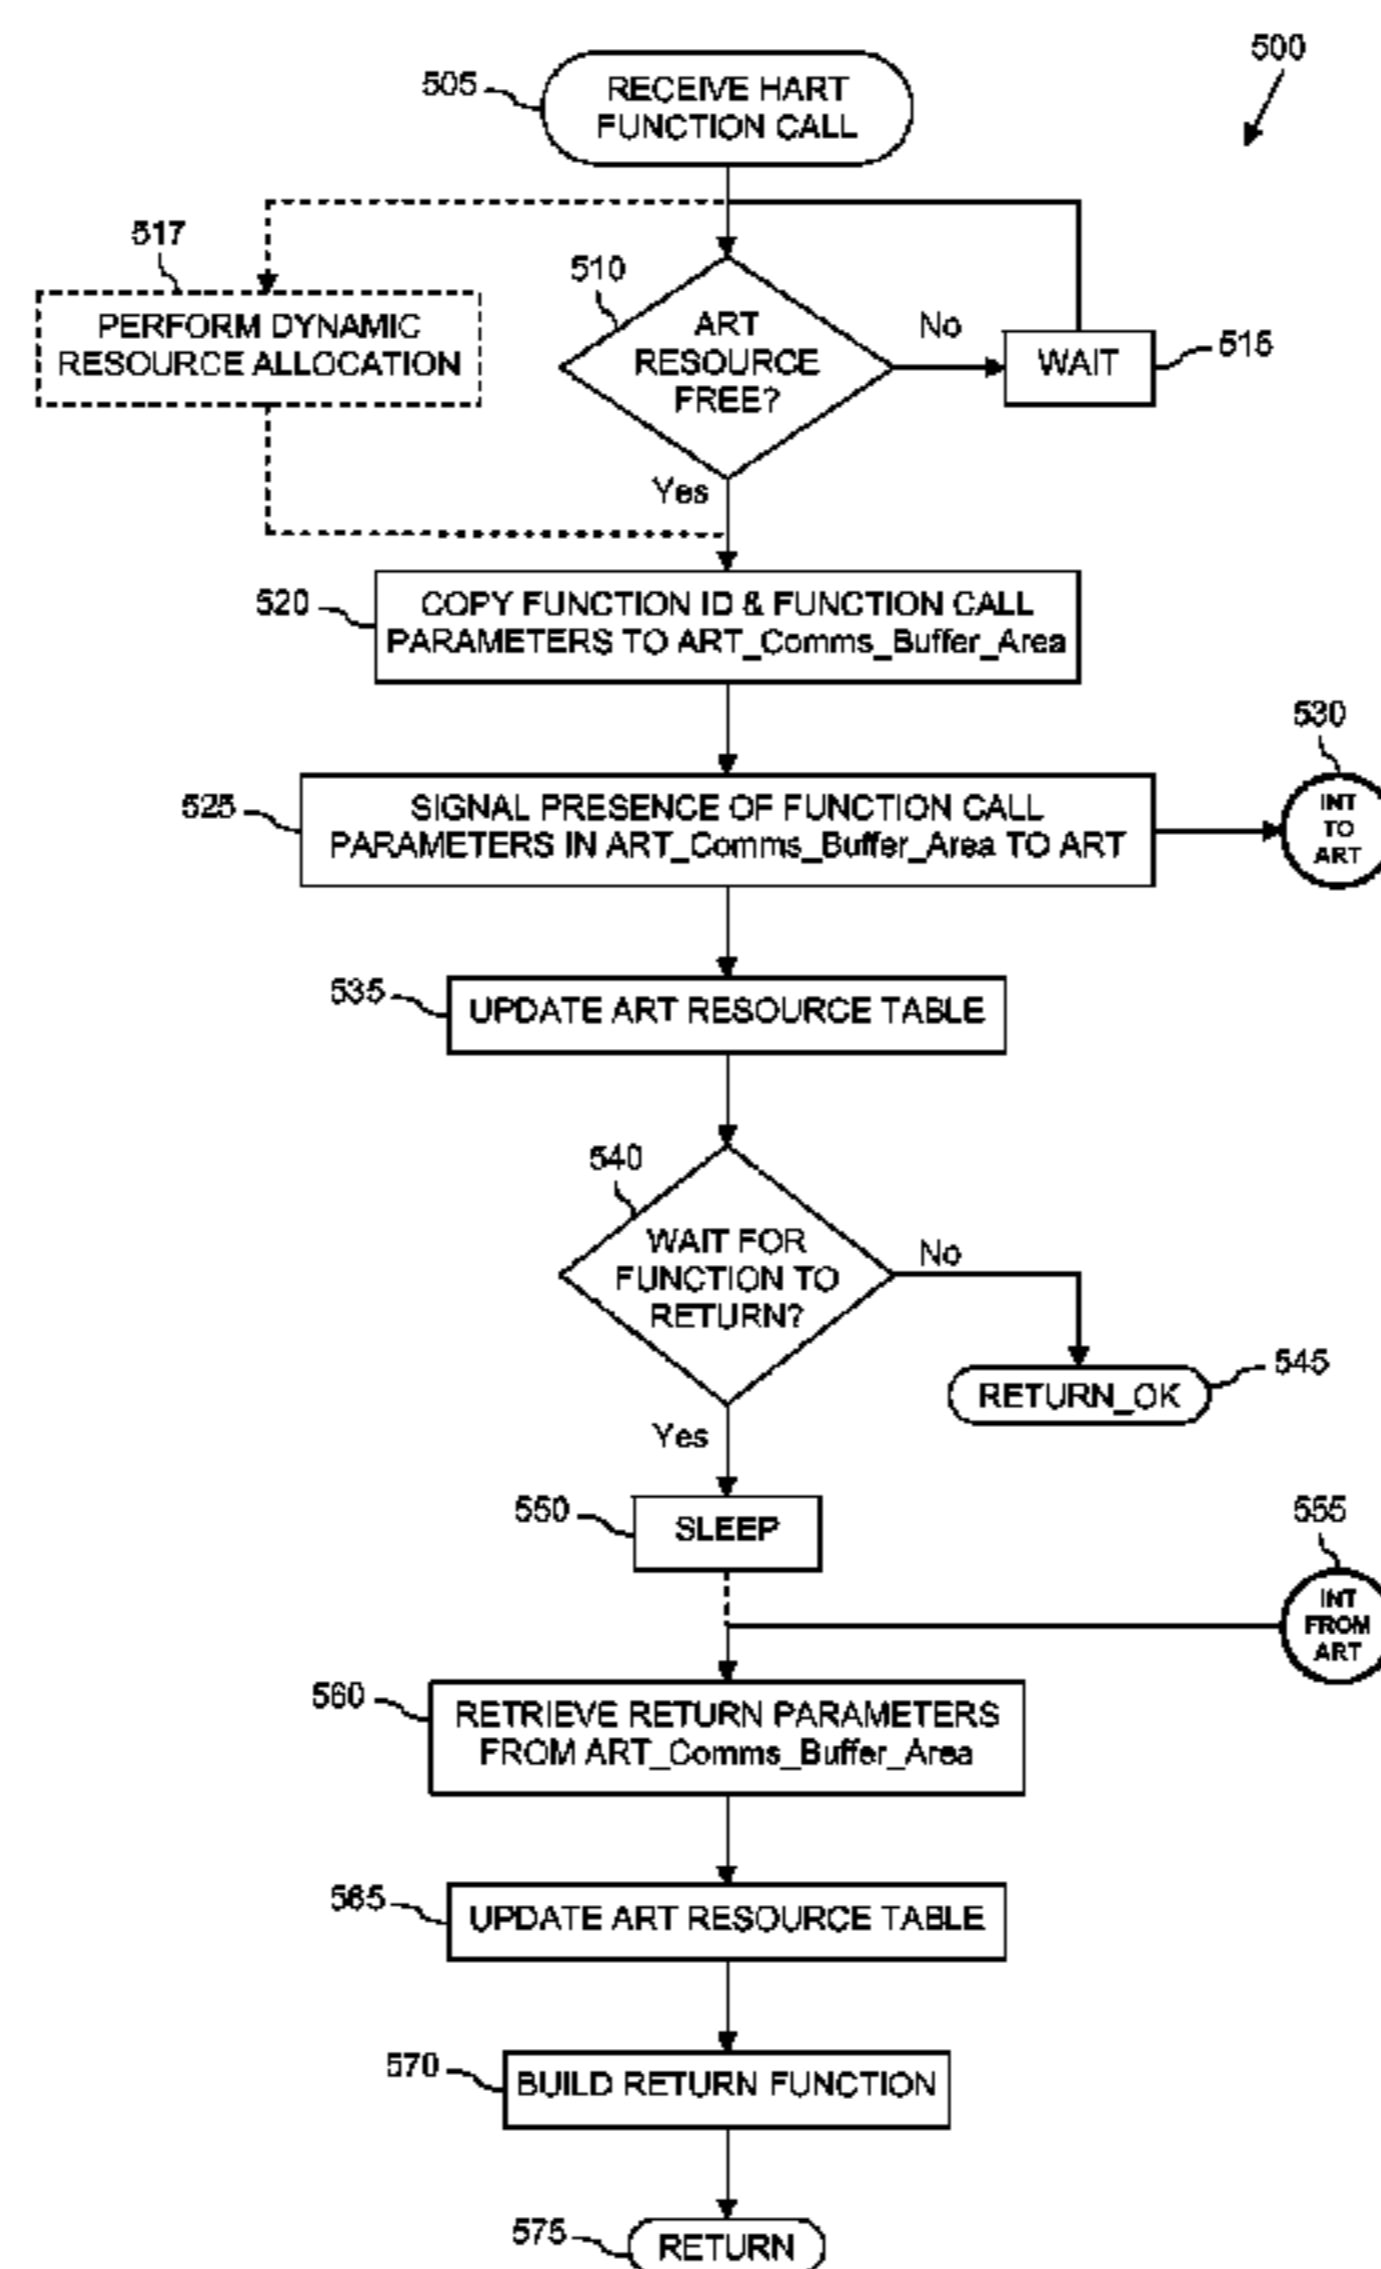 500
505
RECEIVE HART
FUNCTION CALL
517
PERFORM DYNAMIC
RESOURCE ALLOCATION
510
ART
RESOURCE
FREE?
No
WAIT
515
Yes
520
COPY FUNCTION ID & FUNCTION CALL
PARAMETERS TO ART_Comms_Buffer_Area
525
SIGNAL PRESENCE OF FUNCTION CALL
PARAMETERS IN ART_Comms_Buffer_Area TO ART
530
INT
TO
ART
535
UPDATE ART RESOURCE TABLE
540
WAIT FOR
FUNCTION TO
RETURN?
No
RETURN_OK
545
Yes
550
SLEEP
555
INT
FROM
ART
560
RETRIEVE RETURN PARAMETERS
FROM ART_Comms_Buffer_Area
565
UPDATE ART RESOURCE TABLE
570
BUILD RETURN FUNCTION
575
RETURN